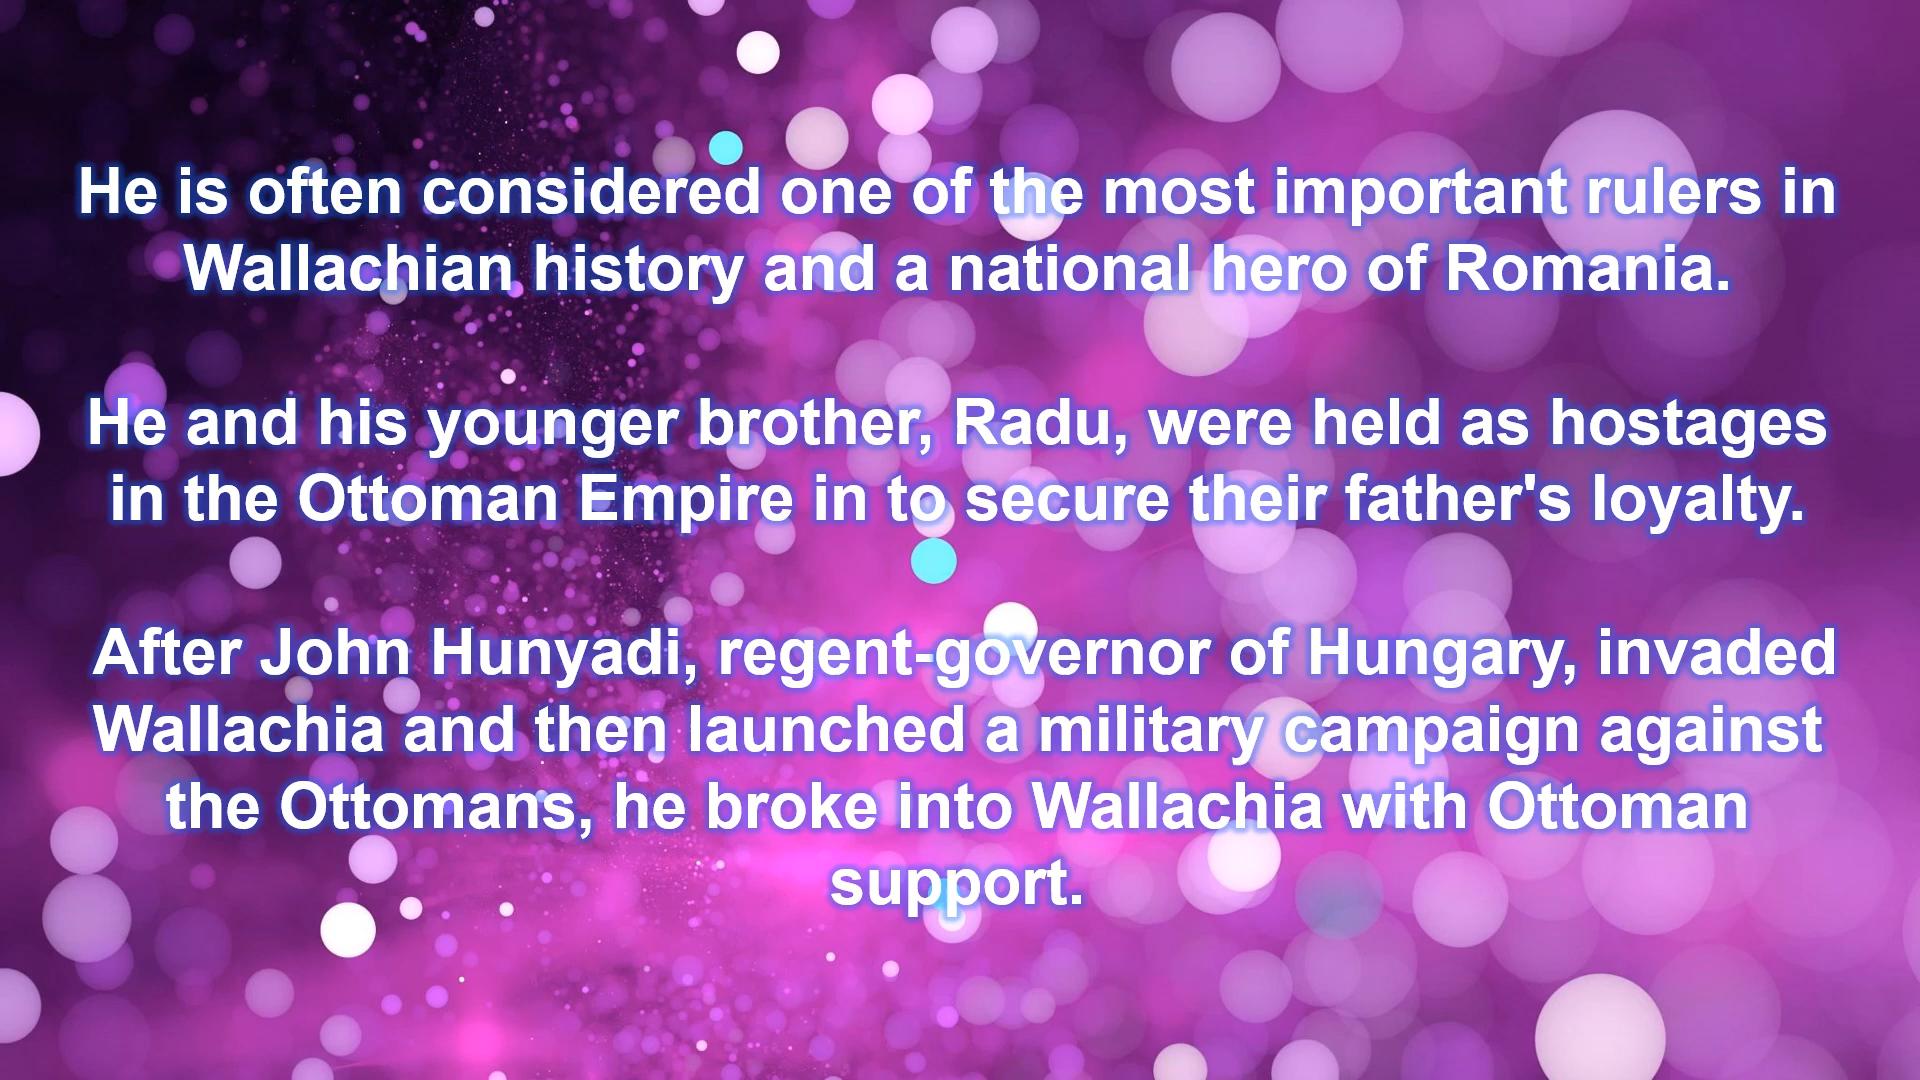 He is often considered one of the most important rulers in
Wallachian history and a national hero of Romania.
He and his younger brother, Radu, were held as hostages
in the Ottoman Empire in to secure their father's loyalty.
After John Hunyadi, regent-governor of Hungary, invaded
Wallachia and then launched a military campaign against
the Ottomans, he broke into Wallachia with Ottoman
support.